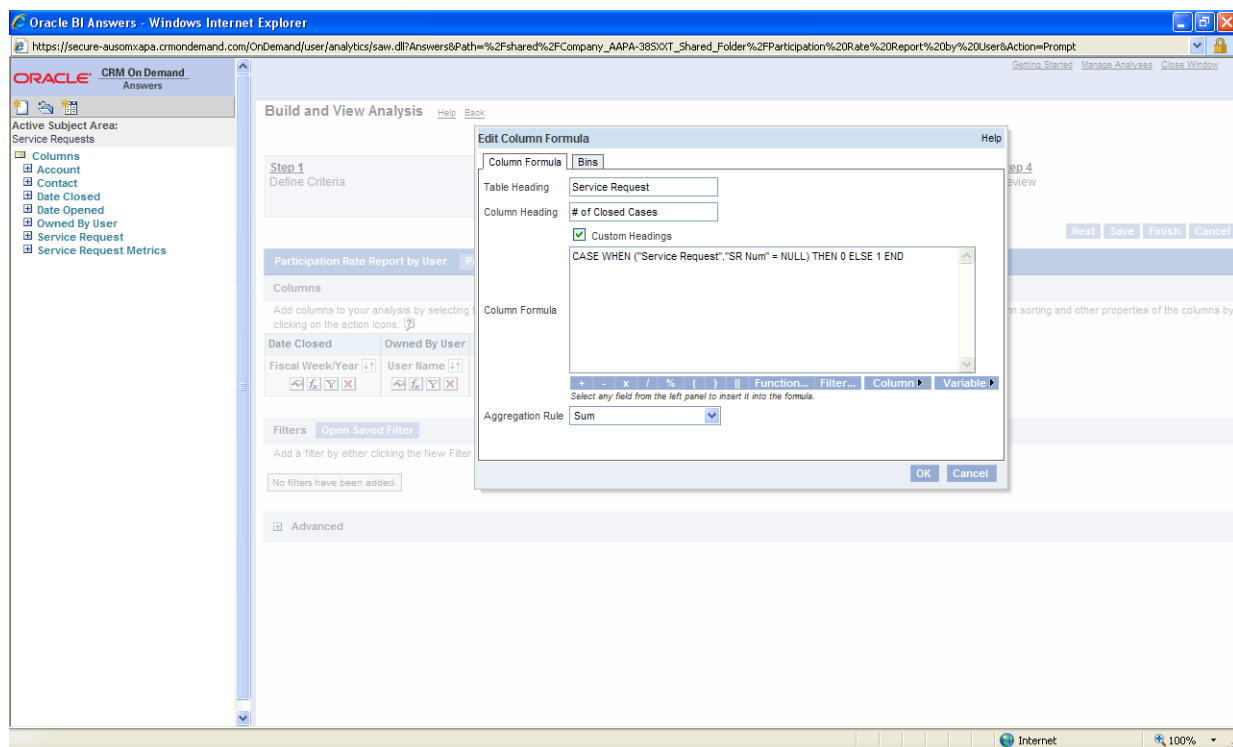 Oracle BI Answers - Windows Internet Explorer
https://secure-ausomxapa.crmondemand.com/OnDemand/user/analytics/saw.dll?Answers&Path=%2Fshared%2FCompany_AAPA-38SXXT_Shared_Folder%2FParticipation%20Rate%20Report%20by%20User&Action=Prompt
ORACLE CRM On Demand
Answers
Getting Started Manage Analyses Close Window
Active Subject Area:
Service Requests
Columns
Account
Contact
Date Closed
Date Opened
Owned By User
Service Request
Service Request Metrics
Build and View Analysis Help Back
Step 1
Define Criteria
ep 4
eview
Next Save Finish Cancel
Participation Rate Report by User P
Columns
Add columns to your analysis by selecting
n sorting and other properties of the columns by
clicking on the action icons.
Date Closed Owned By User
Fiscal Week/Year User Name
Filters Open Saved Filter
Add a filter by either clicking the New Filter
No filters have been added.
Advanced
Edit Column Formula Help
Column Formula Bins
Table Heading Service Request
Column Heading # of Closed Cases
Custom Headings
Column Formula
CASE WHEN ("Service Request"."SR Num" = NULL) THEN 0 ELSE 1 END
+ - x / % ( ) || Function... Filter... Column Variable
Select any field from the left panel to insert it into the formula.
Aggregation Rule Sum
OK Cancel
Internet 100%